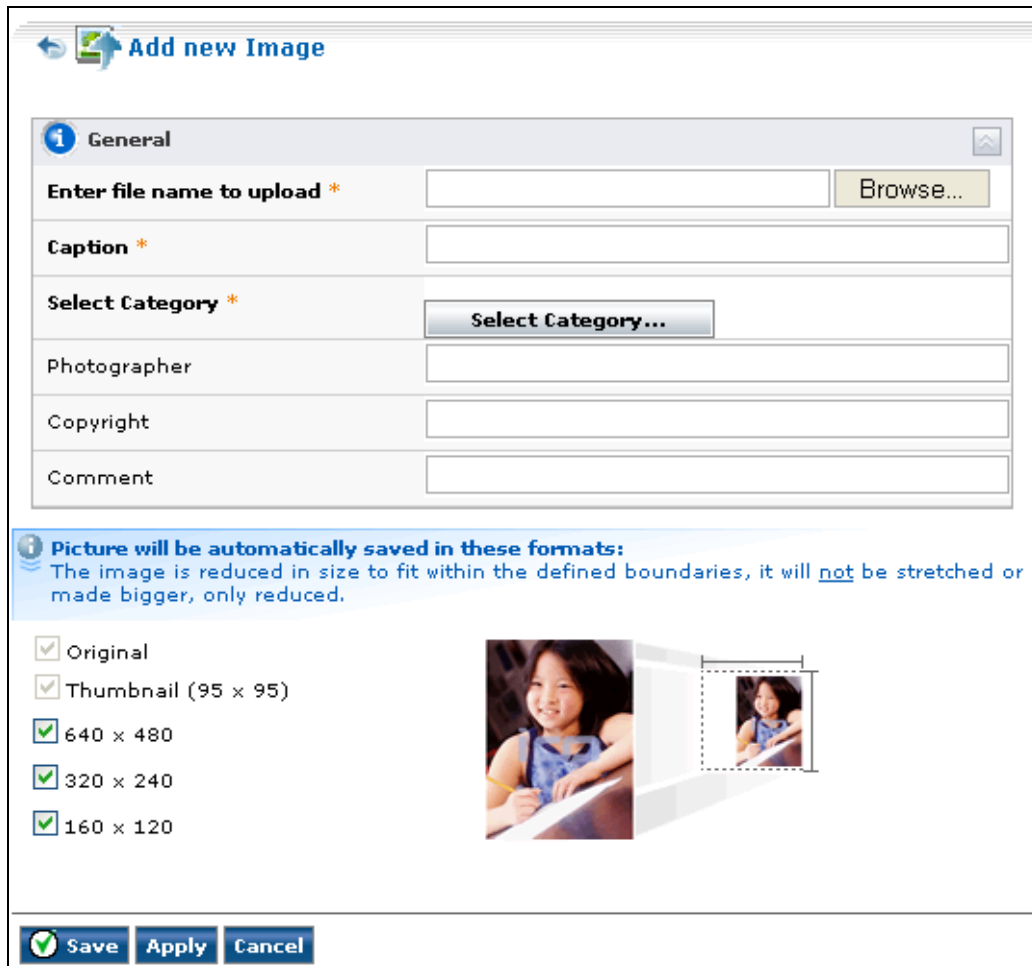 Add new Image
General
Enter file name to upload *
Browse...
Caption *
Select Category *
Select Category...
Photographer
Copyright
Comment
Picture will be automatically saved in these formats:
The image is reduced in size to fit within the defined boundaries, it will not be stretched or
made bigger, only reduced.
Original
Thumbnail (95 x 95)
640 x 480
320 x 240
160 x 120
Save
Apply
Cancel